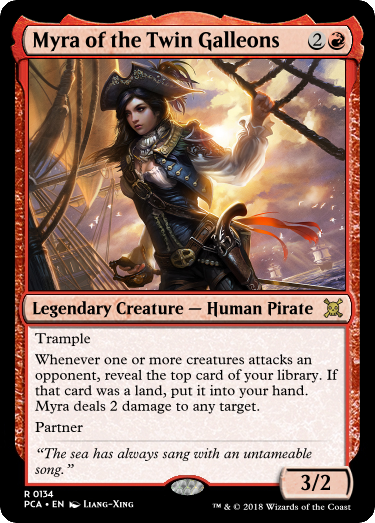 Myra of the Twin Galleons 2
Legendary Creature — Human Pirate
Trample
Whenever one or more creatures attacks an
opponent, reveal the top card of your library. If
that card was a land, put it into your hand.
Myra deals 2 damage to any target.
Partner
“The sea has always sang with an untameable
song.”
3/2
R 0134
PCA • EN Liang-Xing
™ & © 2018 Wizards of the Coast